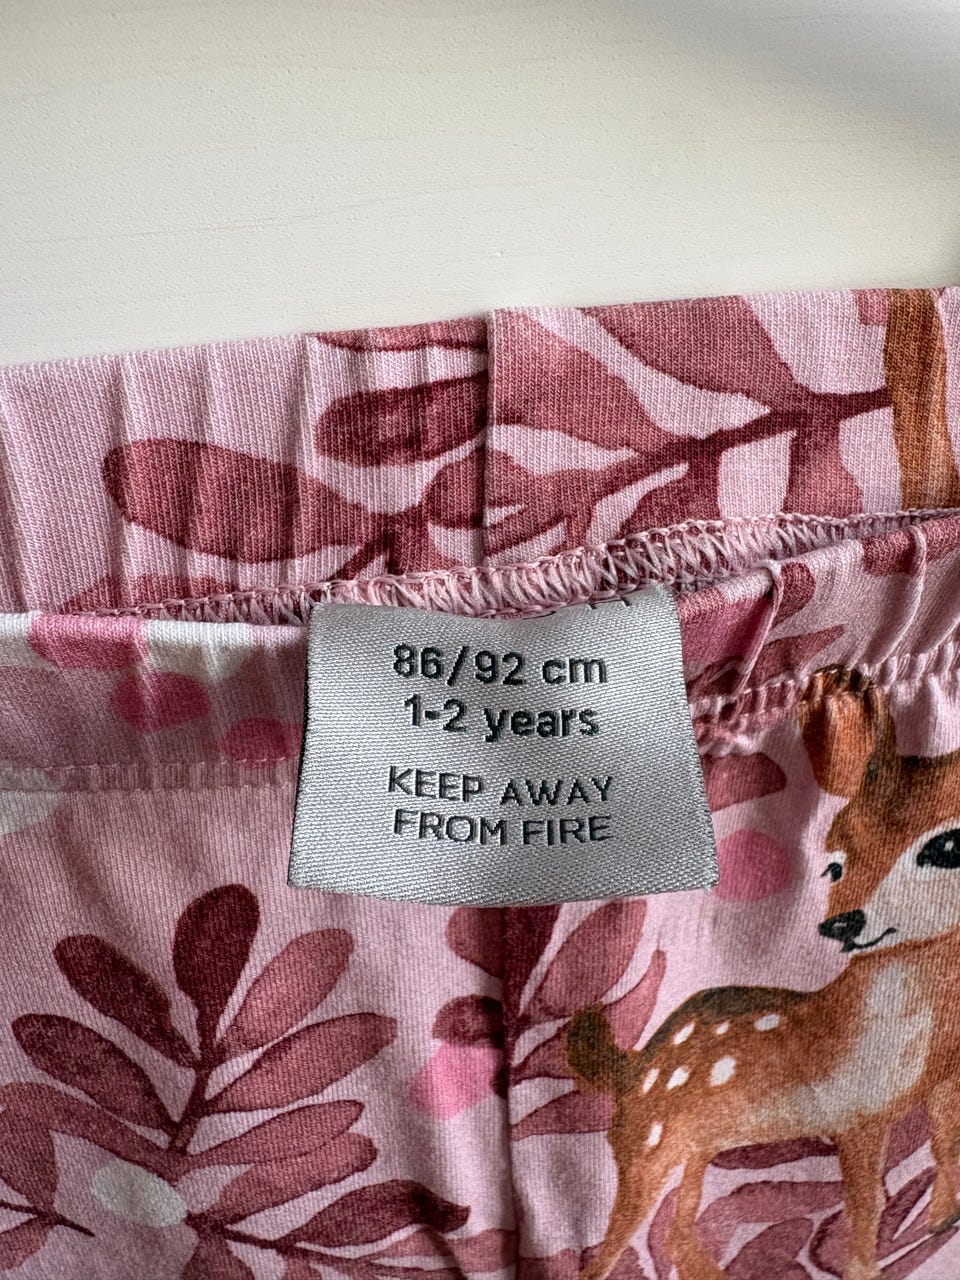 86/92 cm
1-2 years
KEEP AWAY
FROM FIRE